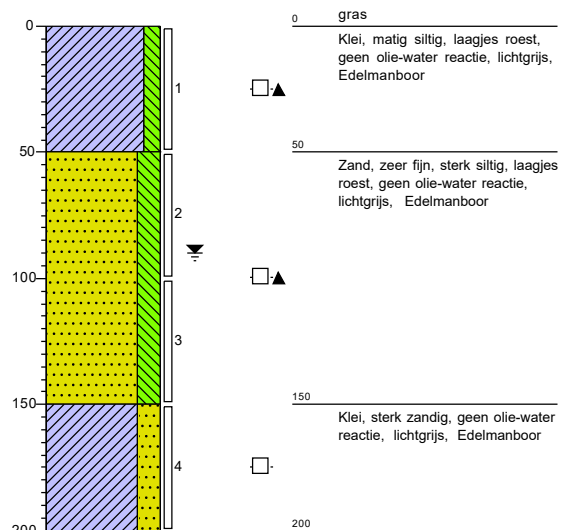 0
50
100
150
200
1
2
3
4
0
gras
Klei, matig siltig, laagjes roest,
geen olie-water reactie, lichtgrijs,
Edelmanboor
50
Zand, zeer fijn, sterk siltig, laagjes
roest, geen olie-water reactie,
lichtgrijs, Edelmanboor
150
Klei, sterk zandig, geen olie-water
reactie, lichtgrijs, Edelmanboor
200